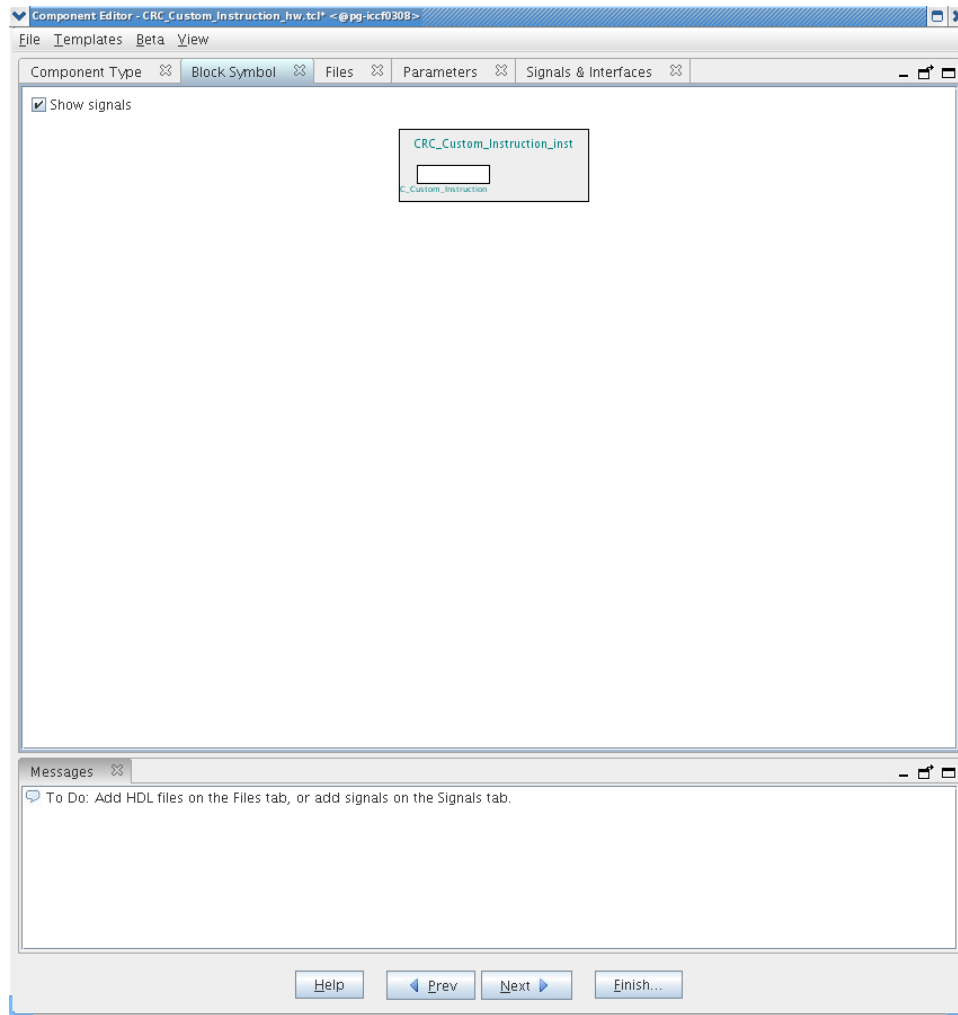 Component Editor - CRC_Custom_Instruction_hw.tcl* <@pg-iccf0308>
File Templates Beta View
Component Type Block Symbol Files Parameters Signals & Interfaces
Show signals
CRC_Custom_Instruction_inst
C_Custom_Instruction
Messages
To Do: Add HDL files on the Files tab, or add signals on the Signals tab.
Help Prev Next Finish...